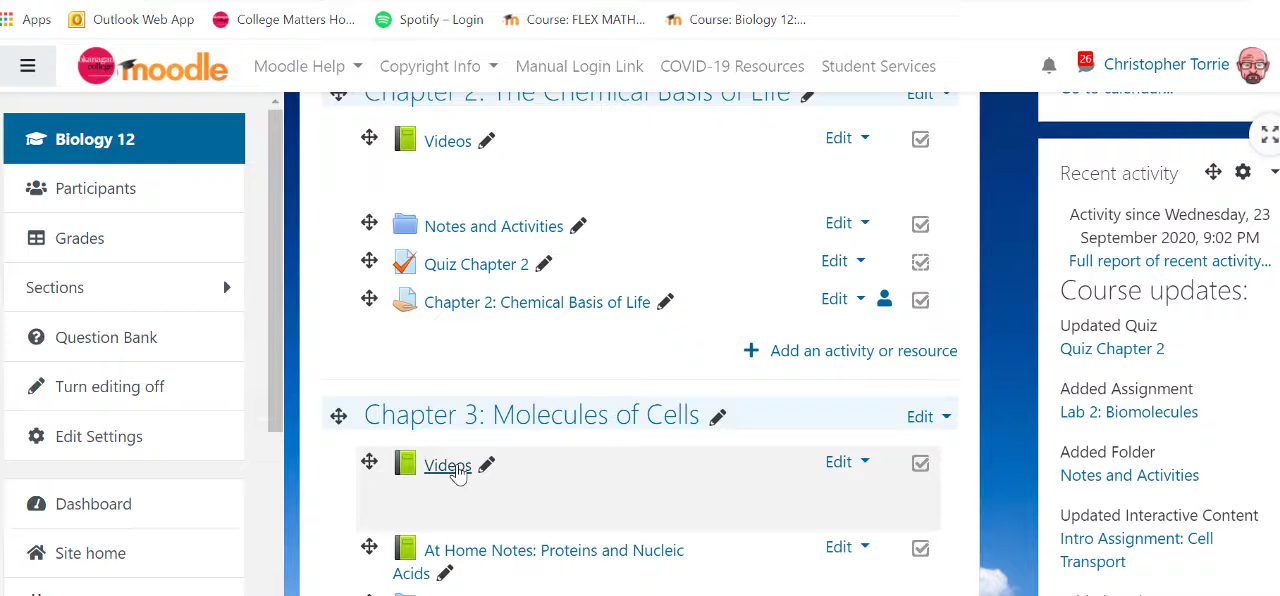 Apps Outlook Web App College Matters Ho... Spotify – Login Course: FLEX MATH... Course: Biology 12:...
okanagan college moodle Moodle Help Copyright Info Manual Login Link COVID-19 Resources Student Services 26 Christopher Torrie
Biology 12
Participants
Grades
Sections
Question Bank
Turn editing off
Edit Settings
Dashboard
Site home
Chapter 2: The Chemical Basis of Life Edit
Videos Edit
Notes and Activities Edit
Quiz Chapter 2 Edit
Chapter 2: Chemical Basis of Life Edit
Add an activity or resource
Chapter 3: Molecules of Cells Edit
Videos Edit
At Home Notes: Proteins and Nucleic Edit
Acids
Go to calendar...
Recent activity
Activity since Wednesday, 23
September 2020, 9:02 PM
Full report of recent activity...
Course updates:
Updated Quiz
Quiz Chapter 2
Added Assignment
Lab 2: Biomolecules
Added Folder
Notes and Activities
Updated Interactive Content
Intro Assignment: Cell
Transport